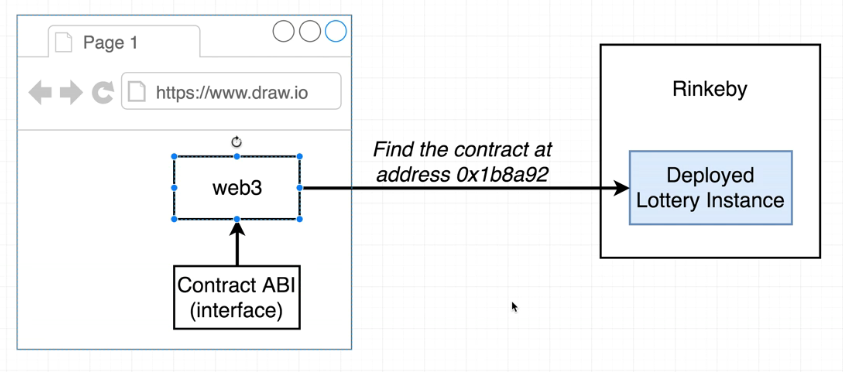 Page 1
https://www.draw.io
web3
Contract ABI
(interface)
Find the contract at
address 0x1b8a92
Rinkeby
Deployed
Lottery Instance